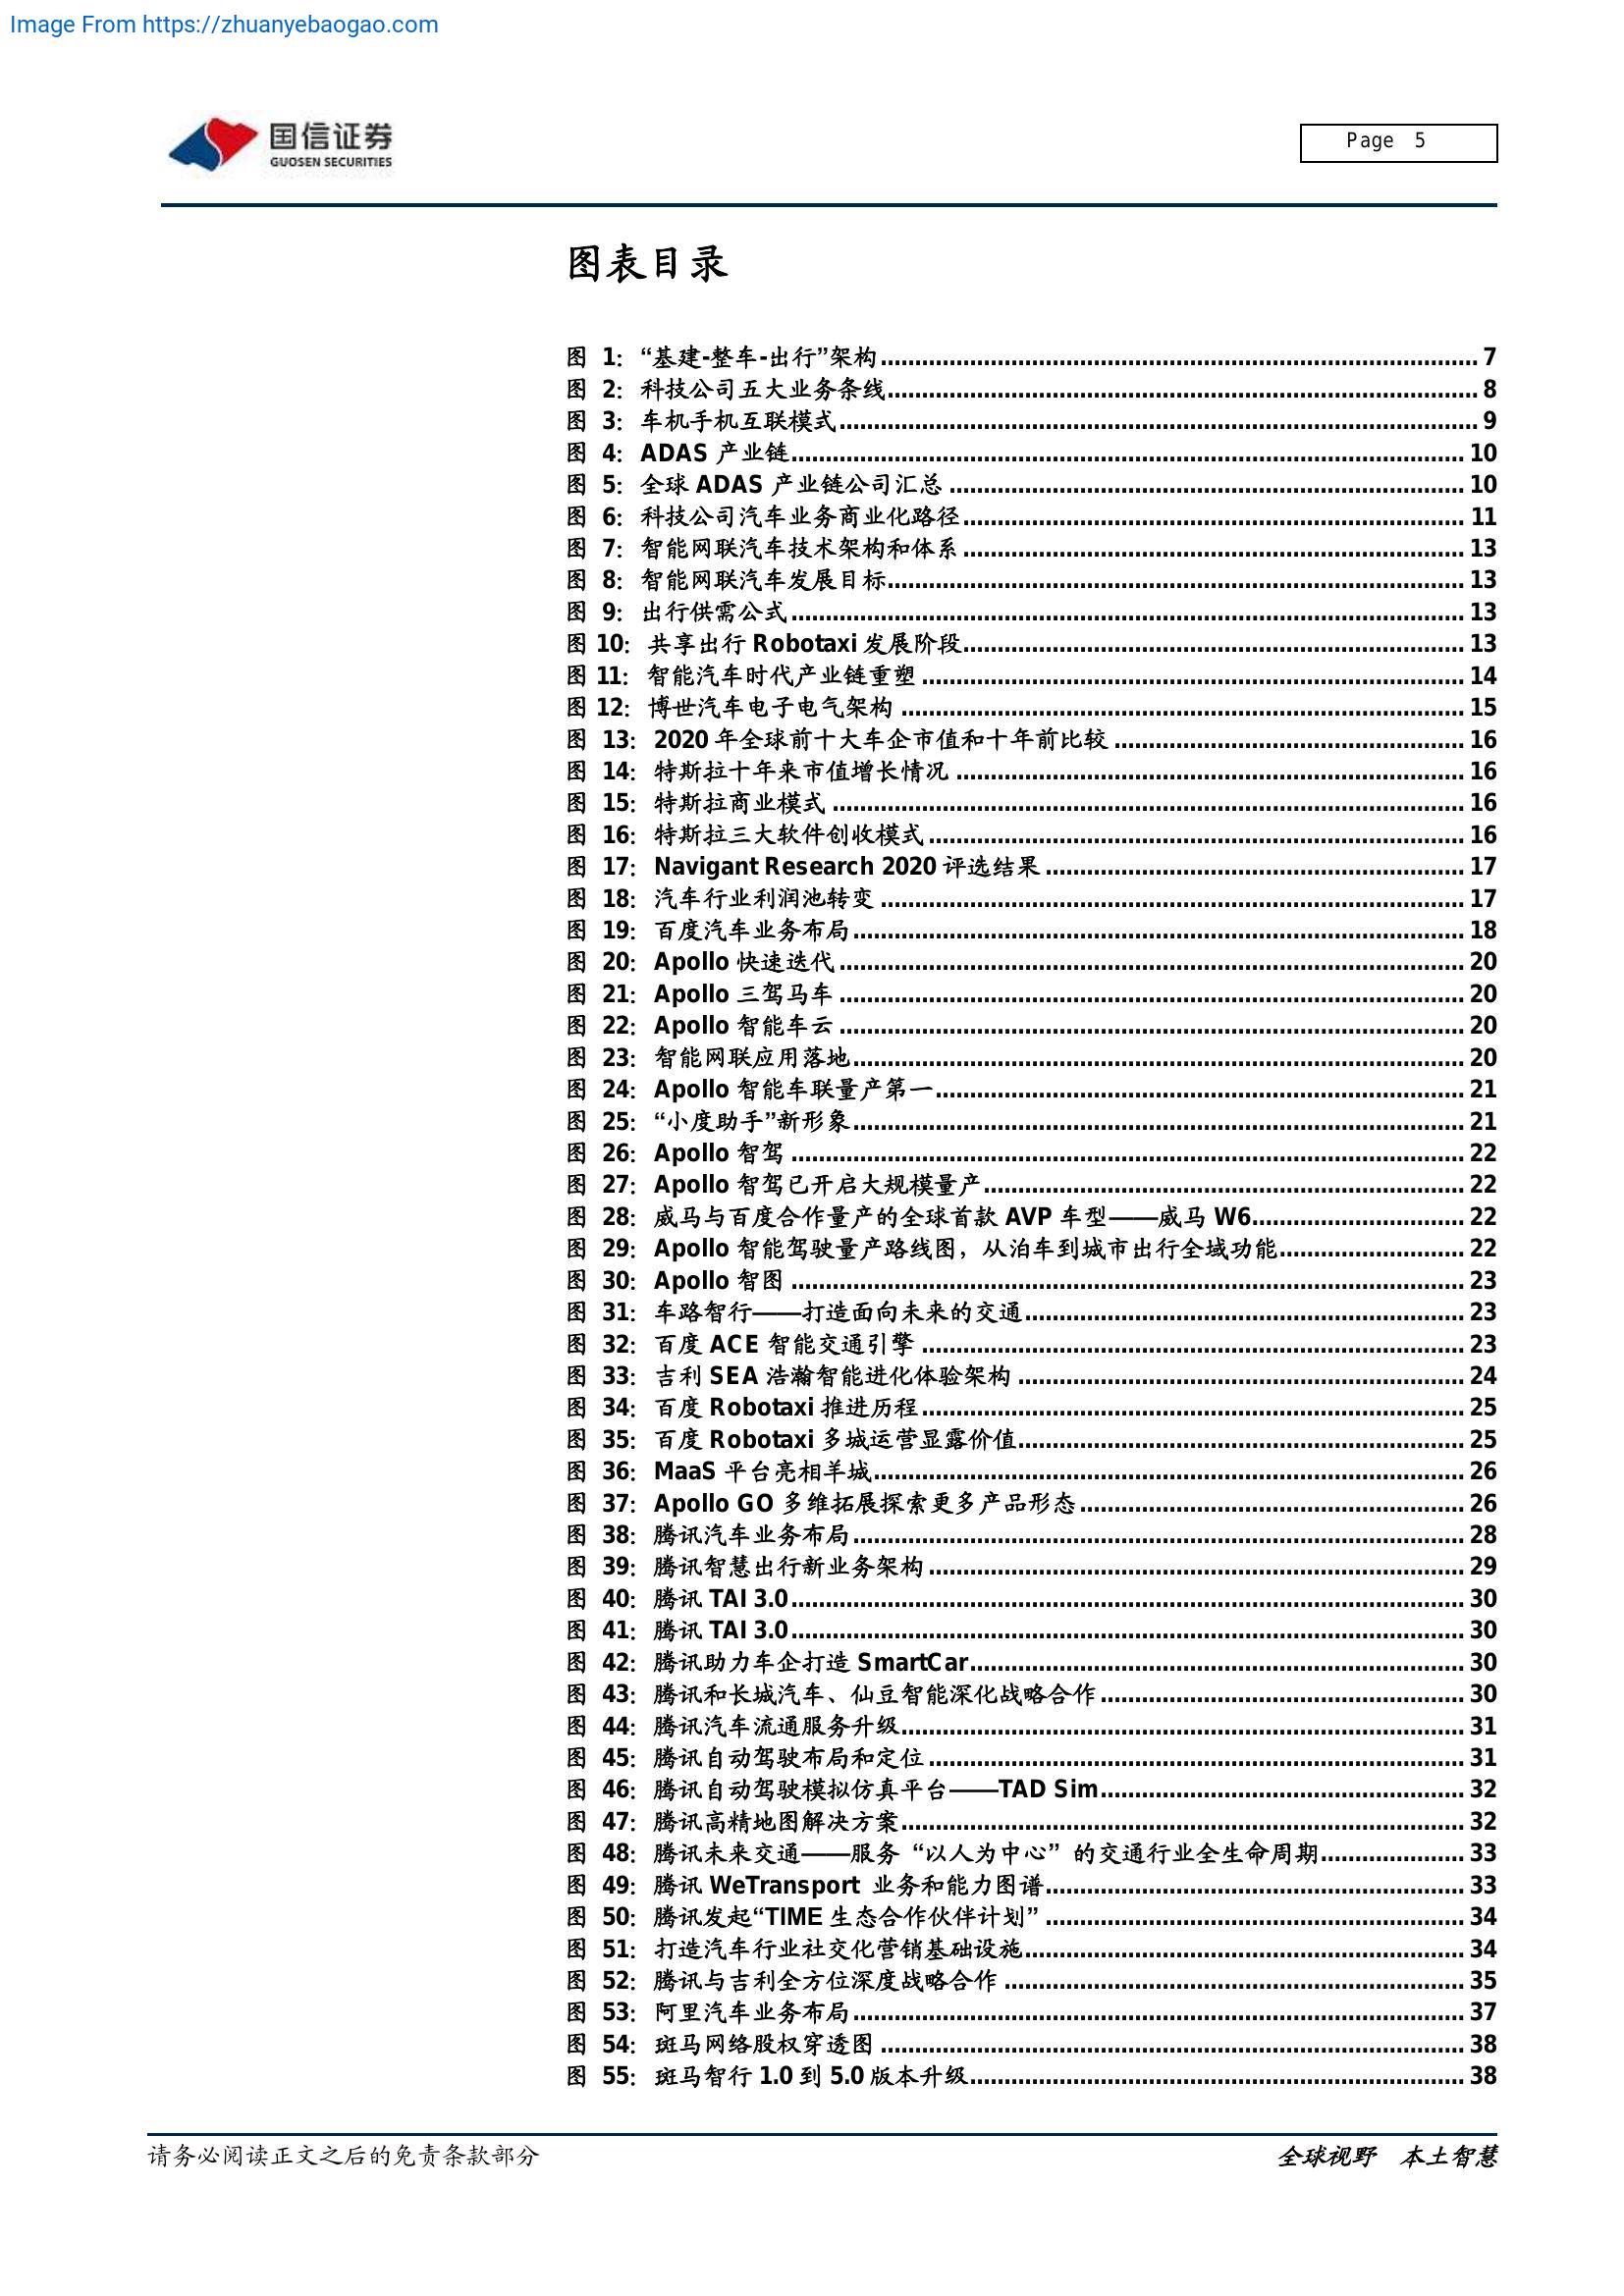 Image From https://zhuanyebaogao.com
国信证券
GUOSEN SECURITIES
Page 5
图表目录
图 1：“基建-整车-出行”架构........................................ 7
图 2：科技公司五大业务条线........................................ 8
图 3：车机手机互联模式........................................ 9
图 4：ADAS 产业链........................................ 10
图 5：全球 ADAS 产业链公司汇总........................................ 10
图 6：科技公司汽车业务商业化路径........................................ 11
图 7：智能网联汽车技术架构和体系........................................ 13
图 8：智能网联汽车发展目标........................................ 13
图 9：出行供需公式........................................ 13
图 10：共享出行 Robotaxi 发展阶段........................................ 13
图 11：智能汽车时代产业链重塑........................................ 14
图 12：博世汽车电子电气架构........................................ 15
图 13：2020 年全球前十大车企市值和十年前比较........................................ 16
图 14：特斯拉十年来市值增长情况........................................ 16
图 15：特斯拉商业模式........................................ 16
图 16：特斯拉三大软件创收模式........................................ 16
图 17：Navigant Research 2020 评选结果........................................ 17
图 18：汽车行业利润池转变........................................ 17
图 19：百度汽车业务布局........................................ 18
图 20：Apollo 快速迭代........................................ 20
图 21：Apollo 三驾马车........................................ 20
图 22：Apollo 智能车云........................................ 20
图 23：智能网联应用落地........................................ 20
图 24：Apollo 智能车联量产第一........................................ 21
图 25：“小度助手”新形象........................................ 21
图 26：Apollo 智驾........................................ 22
图 27：Apollo 智驾已开启大规模量产........................................ 22
图 28：威马与百度合作量产的全球首款 AVP 车型——威马 W6........................................ 22
图 29：Apollo 智能驾驶量产路线图，从泊车到城市出行全域功能........................................ 22
图 30：Apollo 智图........................................ 23
图 31：车路智行——打造面向未来的交通........................................ 23
图 32：百度 ACE 智能交通引擎........................................ 23
图 33：吉利 SEA 浩瀚智能进化体验架构........................................ 24
图 34：百度 Robotaxi 推进历程........................................ 25
图 35：百度 Robotaxi 多城运营显露价值........................................ 25
图 36：MaaS 平台亮相羊城........................................ 26
图 37：Apollo GO 多维拓展探索更多产品形态........................................ 26
图 38：腾讯汽车业务布局........................................ 28
图 39：腾讯智慧出行新业务架构........................................ 29
图 40：腾讯 TAI 3.0........................................ 30
图 41：腾讯 TAI 3.0........................................ 30
图 42：腾讯助力车企打造 SmartCar........................................ 30
图 43：腾讯和长城汽车、仙豆智能深化战略合作........................................ 30
图 44：腾讯汽车流通服务升级........................................ 31
图 45：腾讯自动驾驶布局和定位........................................ 31
图 46：腾讯自动驾驶模拟仿真平台——TAD Sim........................................ 32
图 47：腾讯高精地图解决方案........................................ 32
图 48：腾讯未来交通——服务“以人为中心”的交通行业全生命周期........................................ 33
图 49：腾讯 WeTransport 业务和能力图谱........................................ 33
图 50：腾讯发起“TIME 生态合作伙伴计划”........................................ 34
图 51：打造汽车行业社交化营销基础设施........................................ 34
图 52：腾讯与吉利全方位深度战略合作........................................ 35
图 53：阿里汽车业务布局........................................ 37
图 54：斑马网络股权穿透图........................................ 38
图 55：斑马智行 1.0 到 5.0 版本升级........................................ 38
请务必阅读正文之后的免责条款部分
全球视野 本土智慧